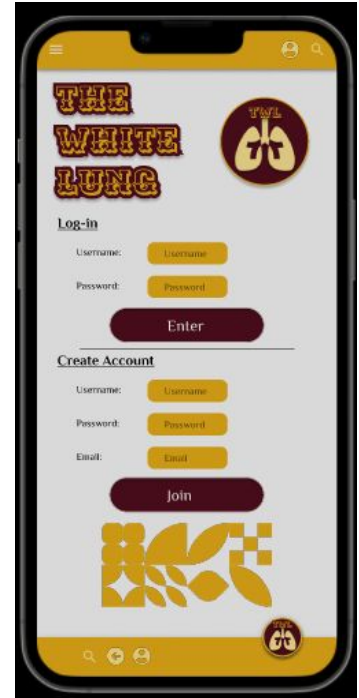 THE
WHITE
LUNG
TWL
Log-in
Username: Username
Password: Password
Enter
Create Account
Username: Username
Password: Password
Email: Email
Join
TWL